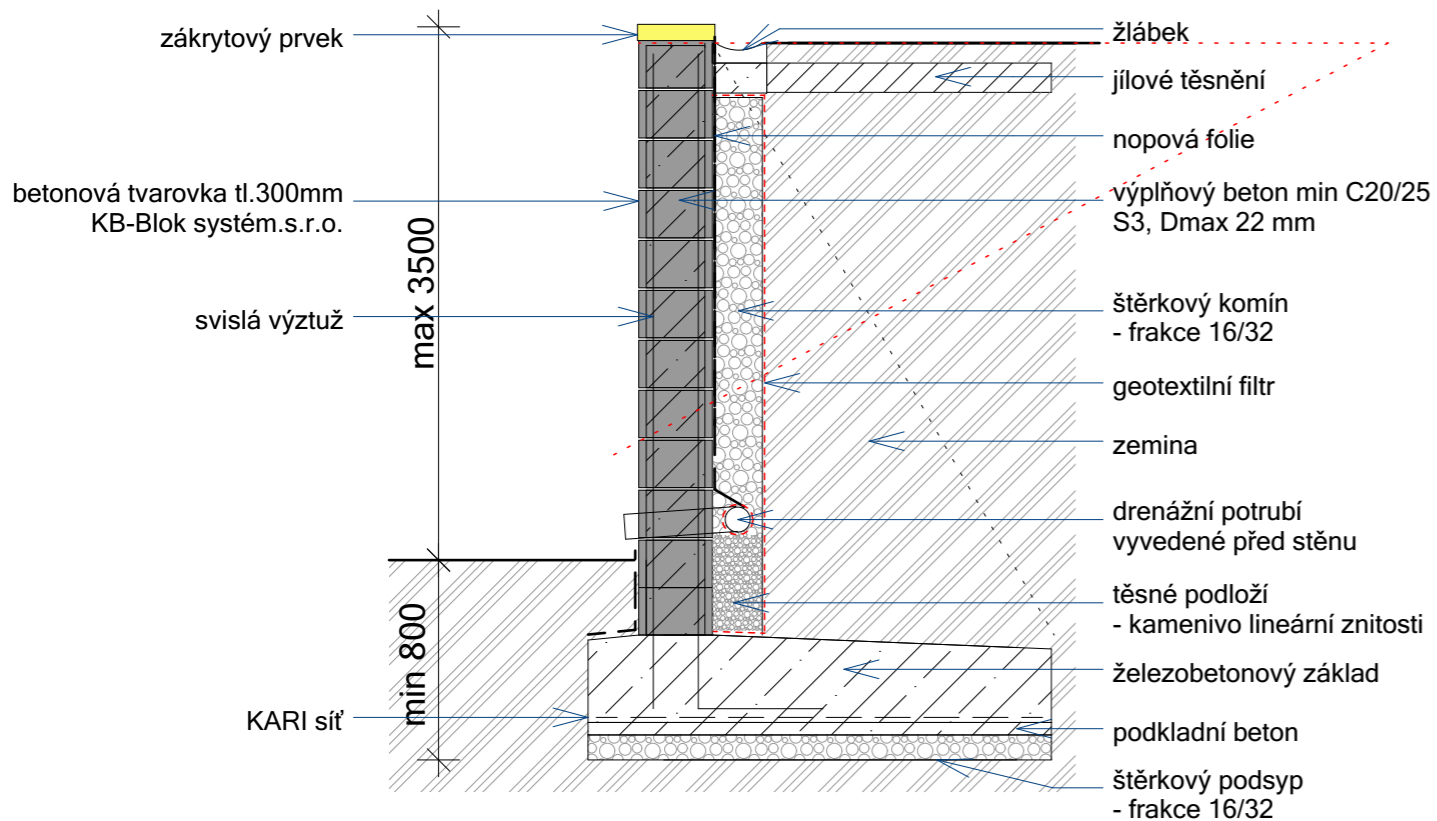 zákrytový prvek
betonová tvarovka tl.300mm
KB-Blok systém.s.r.o.
svislá výztuž
KARI síť
max 3500
min 800
žlábek
jílové těsnění
nopová fólie
výplňový beton min C20/25
S3, Dmax 22 mm
štěrkový komín
- frakce 16/32
geotextilní filtr
zemina
drenážní potrubí
vyvedené před stěnu
těsné podloží
- kamenivo lineární znitosti
železobetonový základ
podkladní beton
štěrkový podsyp
- frakce 16/32